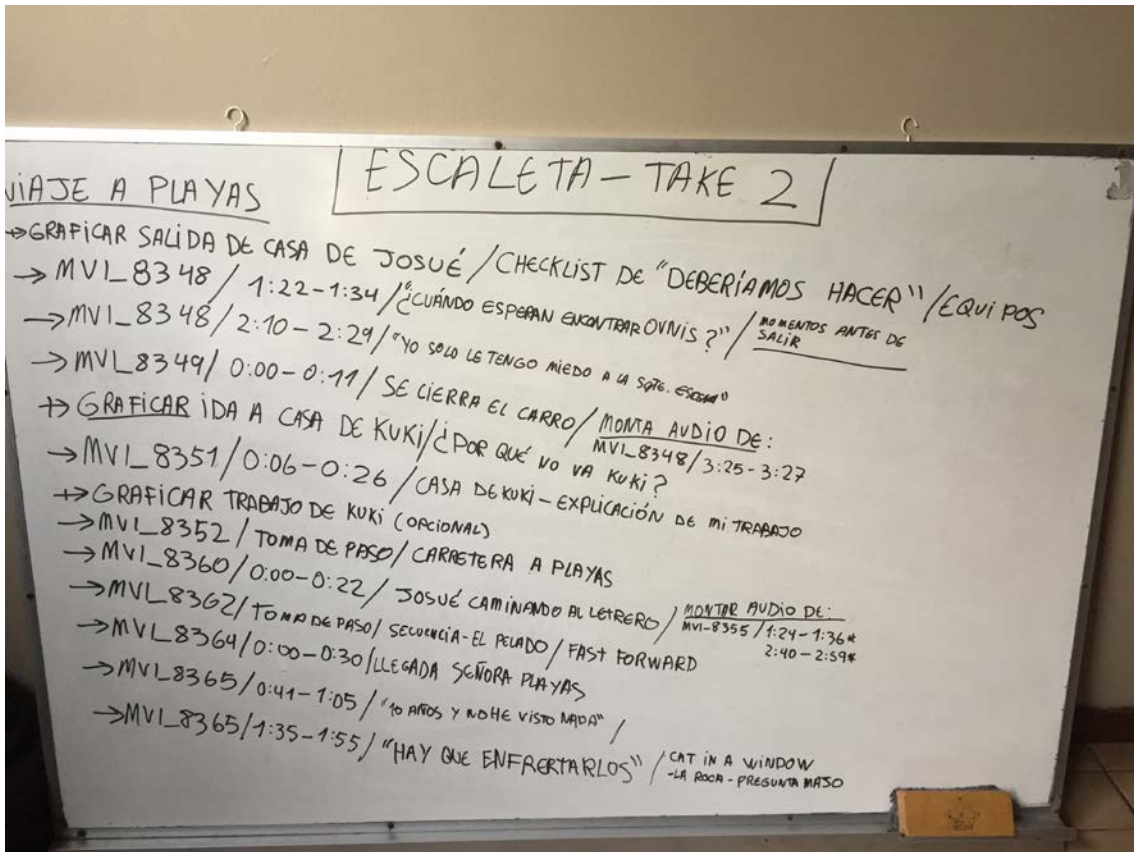 ESCALETA - TAKE 2
VIAJE A PLAYAS
→ GRAFICAR SALIDA DE CASA DE JOSUÉ / CHECKLIST DE "DEBERÍAMOS HACER" / EQUIPOS
→ MVI_8348 / 1:22-1:34 / "¿CUÁNDO ESPERAN ENCONTRAR OVNIS?" / MOMENTOS ANTES DE
SALIR
→ MVI_8348 / 2:10-2:29 / "YO SOLO LE TENGO MIEDO A LA SGTE.
→ MVI_8349 / 0:00-0:11 / SE CIERRA EL CARRO / MONTA AUDIO DE:
MVI_8348 / 3:25-3:27
→ GRAFICAR IDA A CASA DE KUKI / ¿POR QUÉ NO VA KUKI?
→ MVI_8351 / 0:06-0:26 / CASA DE KUKI - EXPLICACIÓN DE MI TRABAJO
→ GRAFICAR TRABAJO DE KUKI (OPCIONAL)
→ MVI_8352 / TOMA DE PASO / CARRETERA A PLAYAS
→ MVI_8360 / 0:00-0:22 / JOSUÉ CAMINANDO AL LETRERO / MONTAR AUDIO DE:
MVI-8355 / 1:24-1:36*
2:40-2:59*
→ MVI_8362 / TOMA DE PASO / SECUENCIA-EL PELADO / FAST FORWARD
→ MVI_8364 / 0:00-0:30 / LLEGADA SEÑORA PLAYAS
→ MVI_8365 / 0:41-1:05 / "10 AÑOS Y NO HE VISTO NADA" /
→ MVI_8365 / 1:35-1:55 / "HAY QUE ENFRERTARLOS" / CAT IN A WINDOW
-LA ROCA - PREGUNTA MAJO